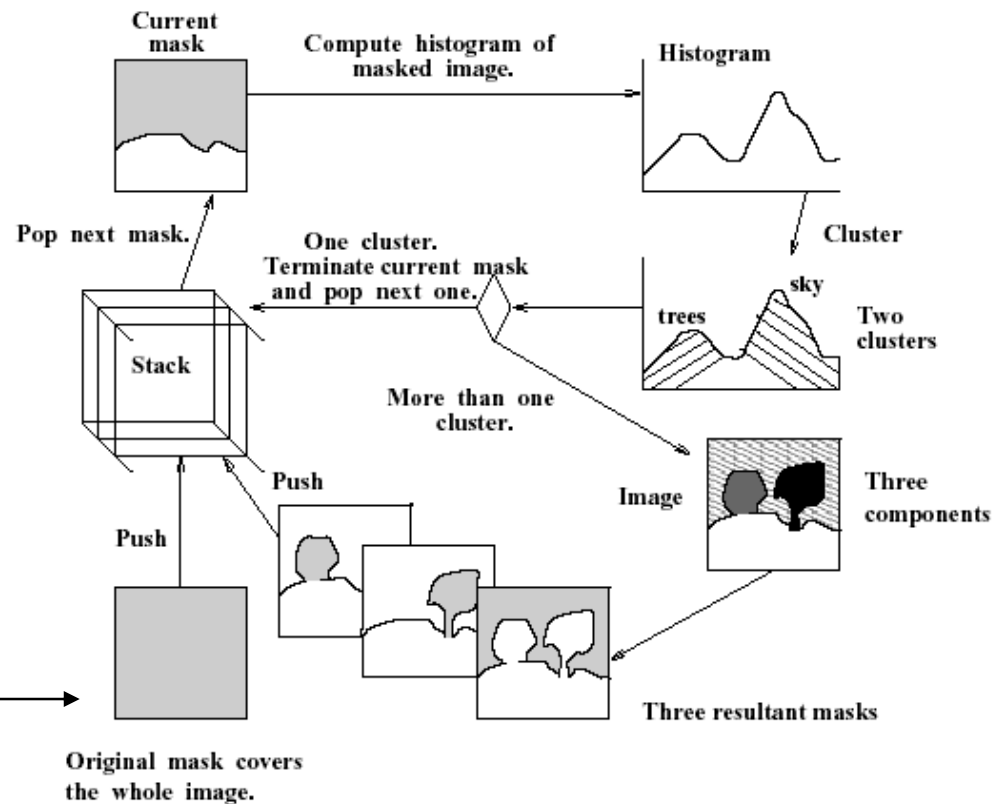 Current
mask
Compute histogram of
masked image.
Histogram
Pop next mask.
One cluster.
Terminate current mask
and pop next one.
Cluster
trees
sky
Two
clusters
Stack
More than one
cluster.
Push
Image
Three
components
Push
Three resultant masks
Original mask covers
the whole image.